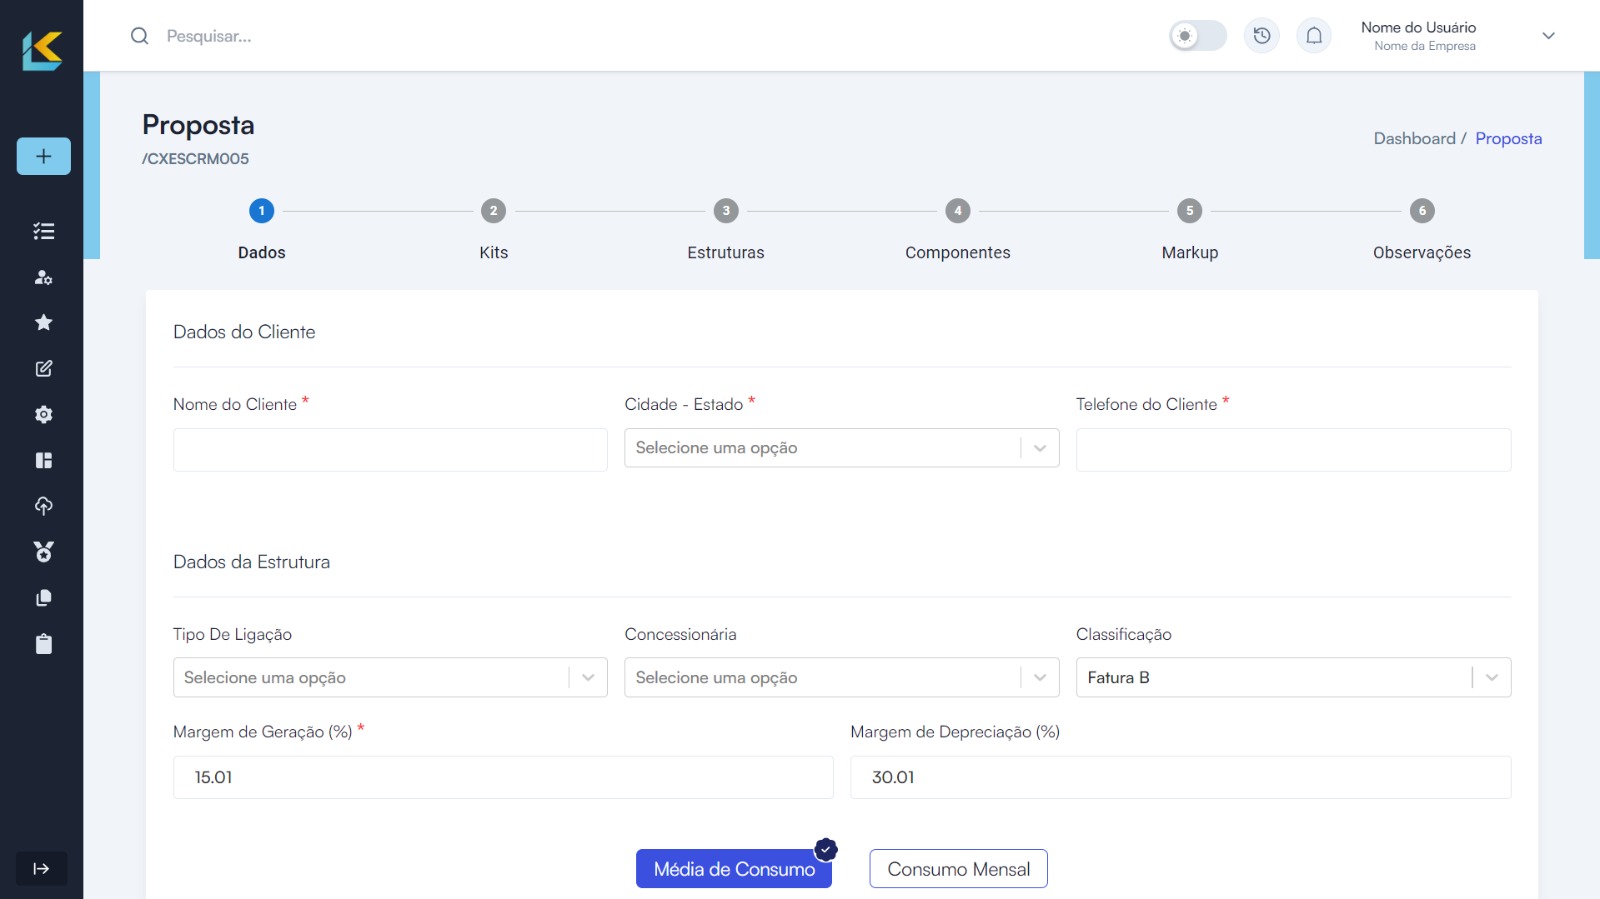 Pesquisar...
Nome do Usuário
Nome da Empresa
Proposta
/CXESCRM005
Dashboard / Proposta
1 2 3 4 5 6
Dados Kits Estruturas Componentes Markup Observações
Dados do Cliente
Nome do Cliente * Cidade - Estado * Telefone do Cliente *
Selecione uma opção
Dados da Estrutura
Tipo De Ligação Concessionária Classificação
Selecione uma opção Selecione uma opção Fatura B
Margem de Geração (%) * Margem de Depreciação (%)
15.01 30.01
Média de Consumo Consumo Mensal